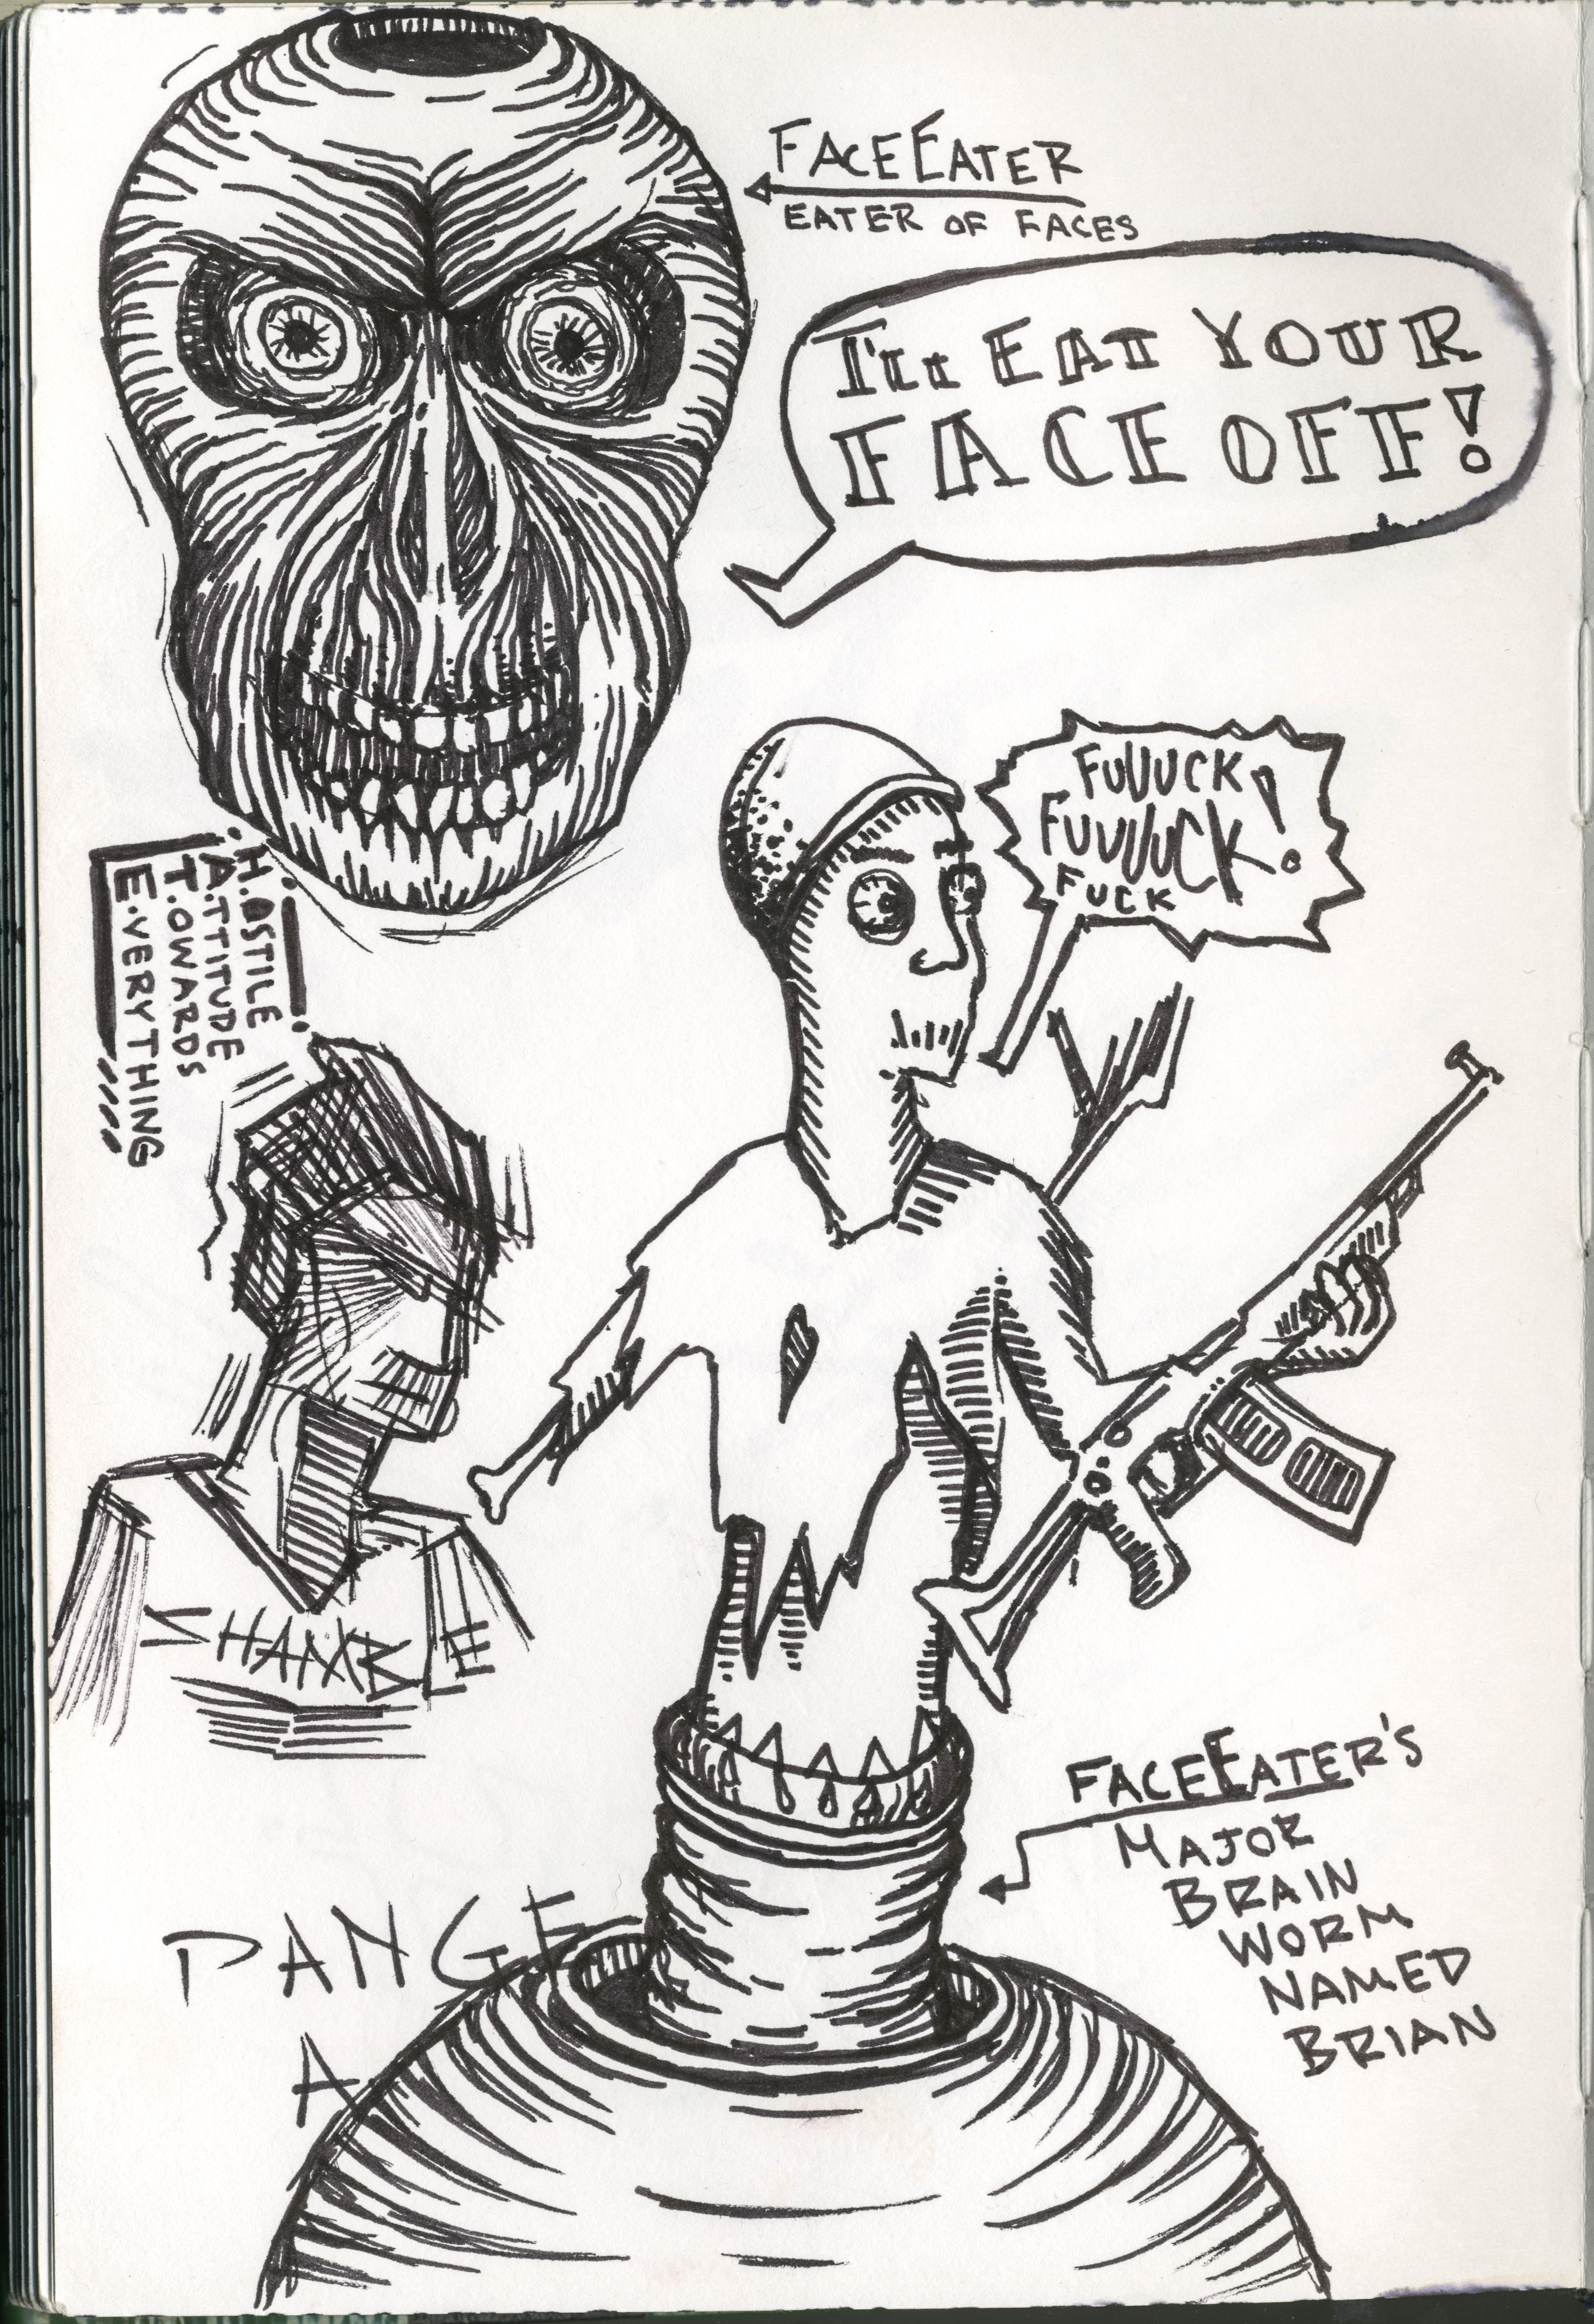 FACEEATER
EATER OF FACES
I'LL EAT YOUR
FACE OFF!
FUUUCK
FUUUUCK!
FUCK
H.OSTILE
A.TTITUDE
T.OWARDS
E.VERYTHING
SHAMBLE
FACEEATER'S
MAJOR
BRAIN
WORM
NAMED
BRIAN
DANGE
A